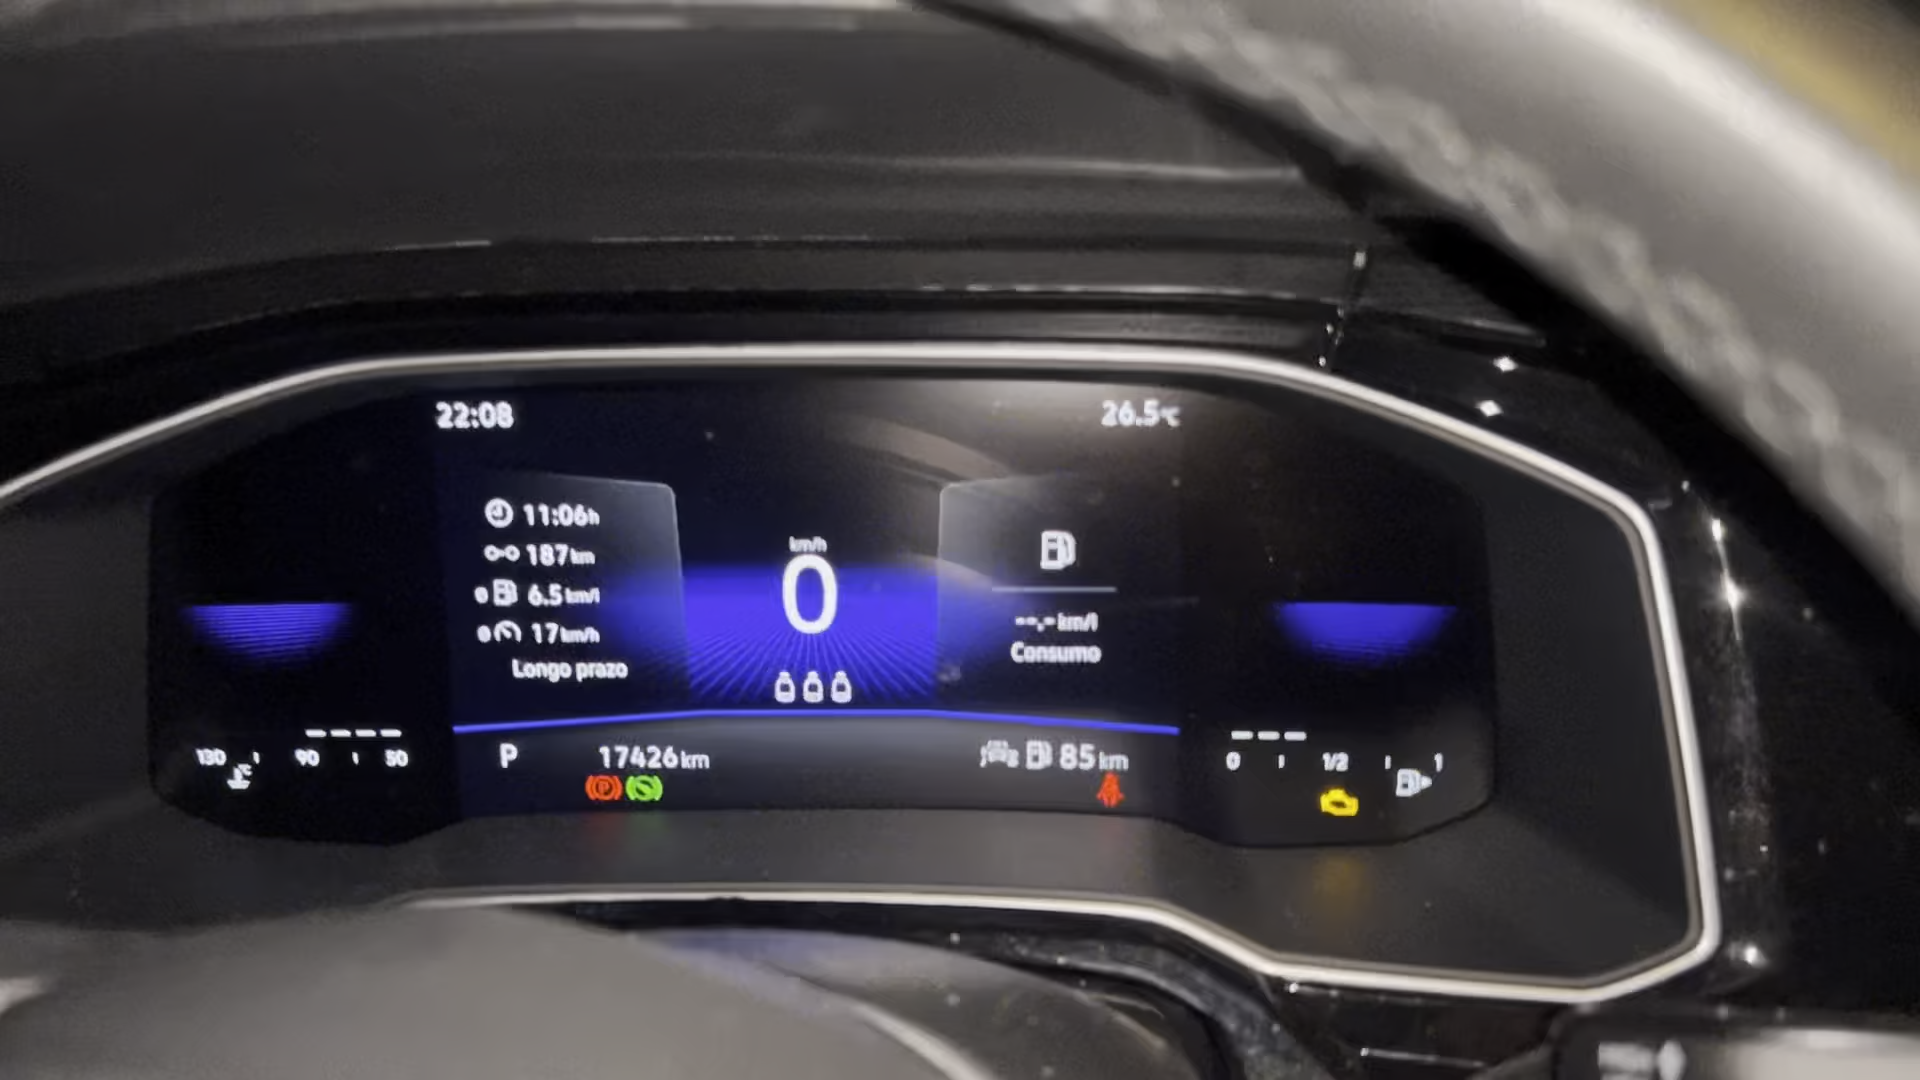 22:08
26.5°C
11:06h
187km
6.5km/l
17km/h
Longo prazo
km/h
0
--,-km/l
Consumo
130 90 50
P
17426km
85km
0 1/2 1